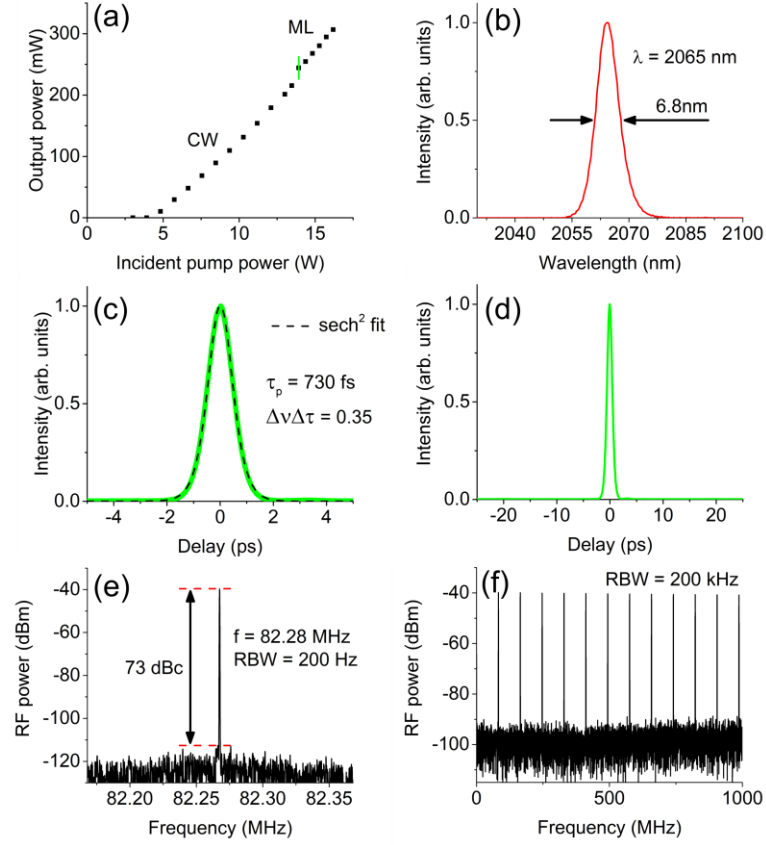 (a)
ML
CW
Output power (mW)
300
200
100
0
0 5 10 15
Incident pump power (W)
(b)
λ = 2065 nm
6.8nm
Intensity (arb. units)
1.0
0.5
0.0
2040 2055 2070 2085 2100
Wavelength (nm)
(c)
sech² fit
τp = 730 fs
ΔνΔτ = 0.35
Intensity (arb. units)
1.0
0.5
0.0
-4 -2 0 2 4
Delay (ps)
(d)
Intensity (arb. units)
1.0
0.5
0.0
-20 -10 0 10 20
Delay (ps)
(e)
f = 82.28 MHz
RBW = 200 Hz
73 dBc
RF power (dBm)
-40
-60
-80
-100
-120
82.20 82.25 82.30 82.35
Frequency (MHz)
(f)
RBW = 200 kHz
RF power (dBm)
-40
-60
-80
-100
0 500 1000
Frequency (MHz)